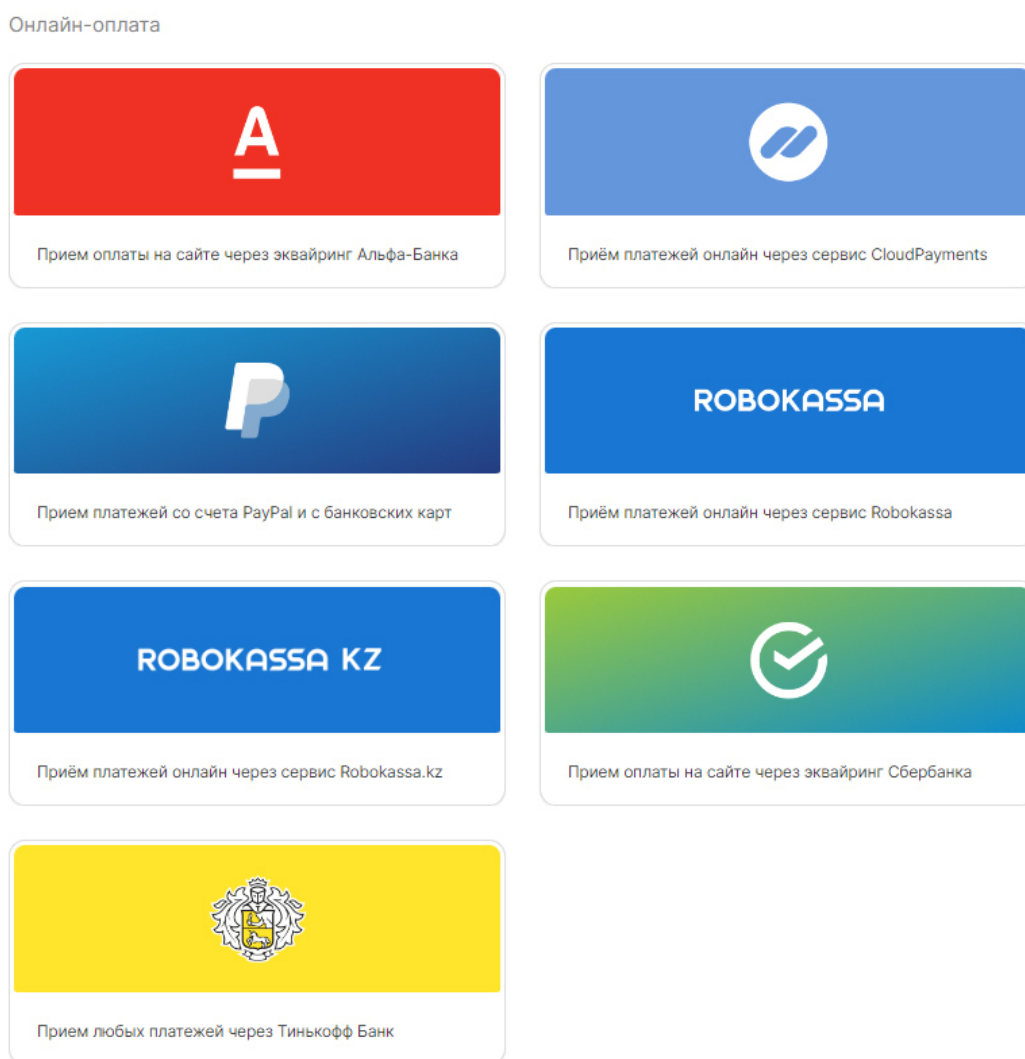 Онлайн-оплата
A
Прием оплаты на сайте через эквайринг Альфа-Банка
Приём платежей онлайн через сервис CloudPayments
Прием платежей со счета PayPal и с банковских карт
ROBOKASSA
Приём платежей онлайн через сервис Robokassa
ROBOKASSA KZ
Приём платежей онлайн через сервис Robokassa.kz
Прием оплаты на сайте через эквайринг Сбербанка
Прием любых платежей через Тинькофф Банк